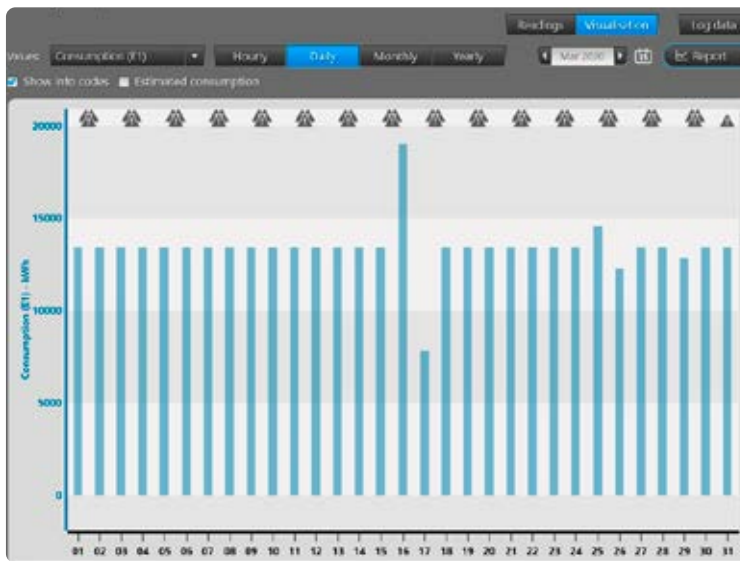 Readings Visualisation Log data
Values: Consumption (E1) Hourly Daily Monthly Yearly Mar 2020 Report
Show info codes Estimated consumption
20000
15000
10000
5000
0
Consumption (E1) - kWh
01 02 03 04 05 06 07 08 09 10 11 12 13 14 15 16 17 18 19 20 21 22 23 24 25 26 27 28 29 30 31